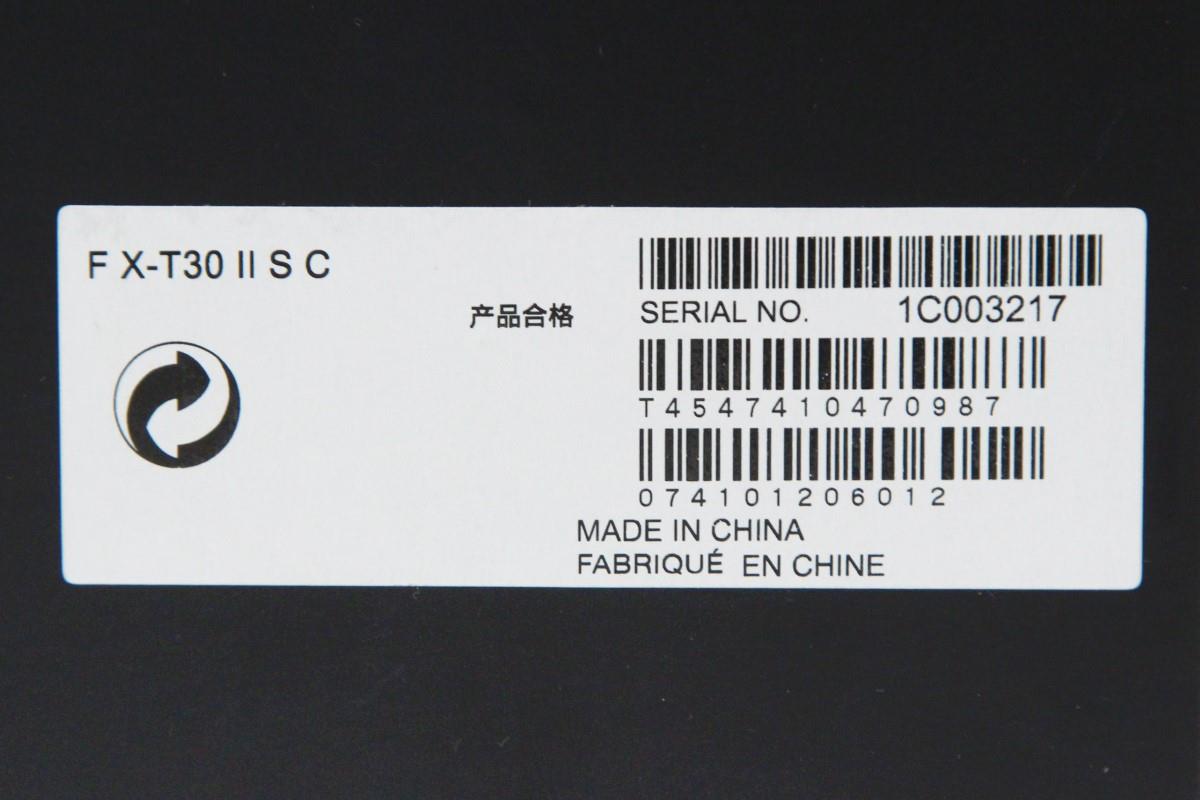 F X-T30 II S C
产品合格
SERIAL NO. 1C003217
T4547410470987
074101206012
MADE IN CHINA
FABRIQUÉ EN CHINE